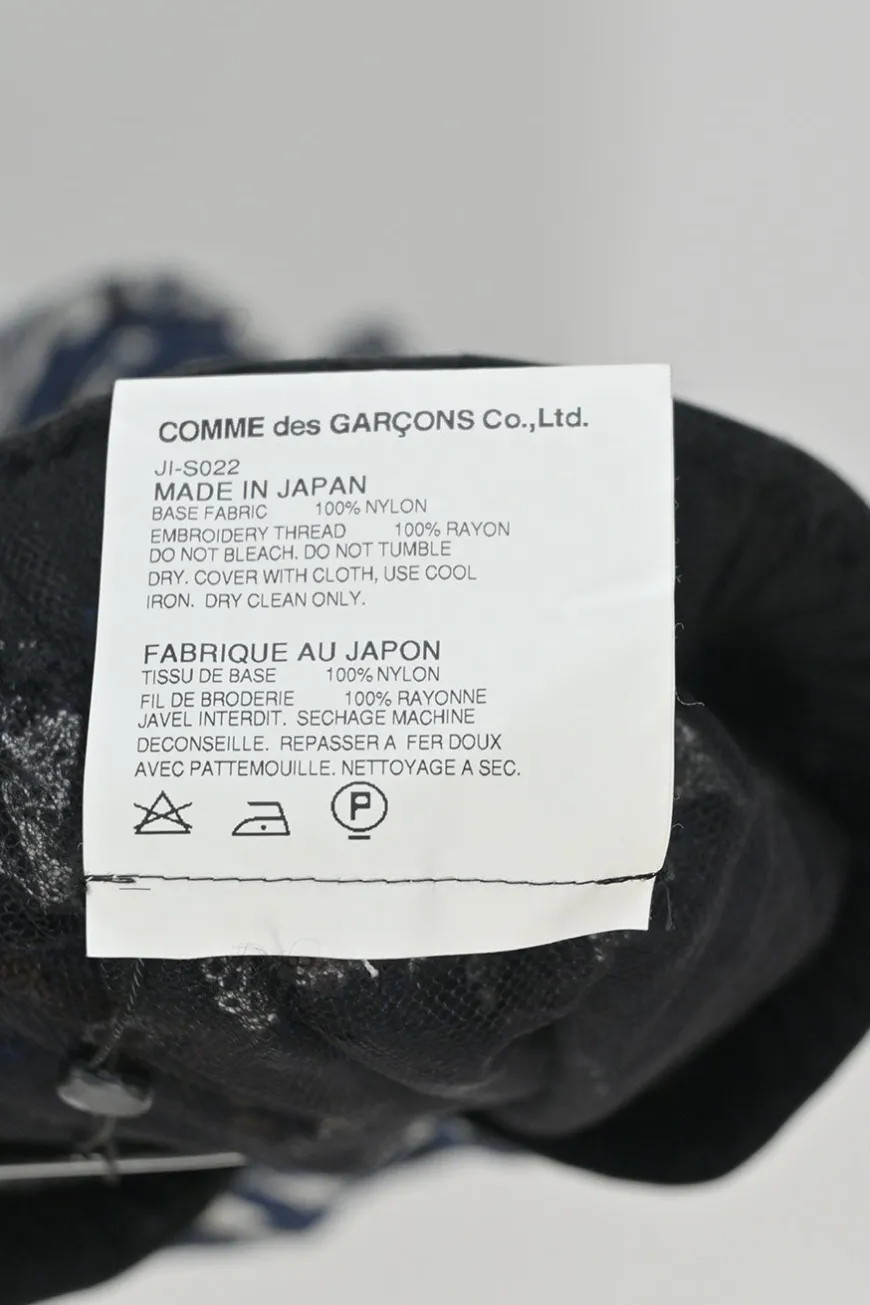 COMME des GARÇONS Co.,Ltd.
JI-S022
MADE IN JAPAN
BASE FABRIC 100% NYLON
EMBROIDERY THREAD 100% RAYON
DO NOT BLEACH. DO NOT TUMBLE
DRY. COVER WITH CLOTH, USE COOL
IRON. DRY CLEAN ONLY.
FABRIQUE AU JAPON
TISSU DE BASE 100% NYLON
FIL DE BRODERIE 100% RAYONNE
JAVEL INTERDIT. SECHAGE MACHINE
DECONSEILLE. REPASSER A FER DOUX
AVEC PATTEMOUILLE. NETTOYAGE A SEC.
P